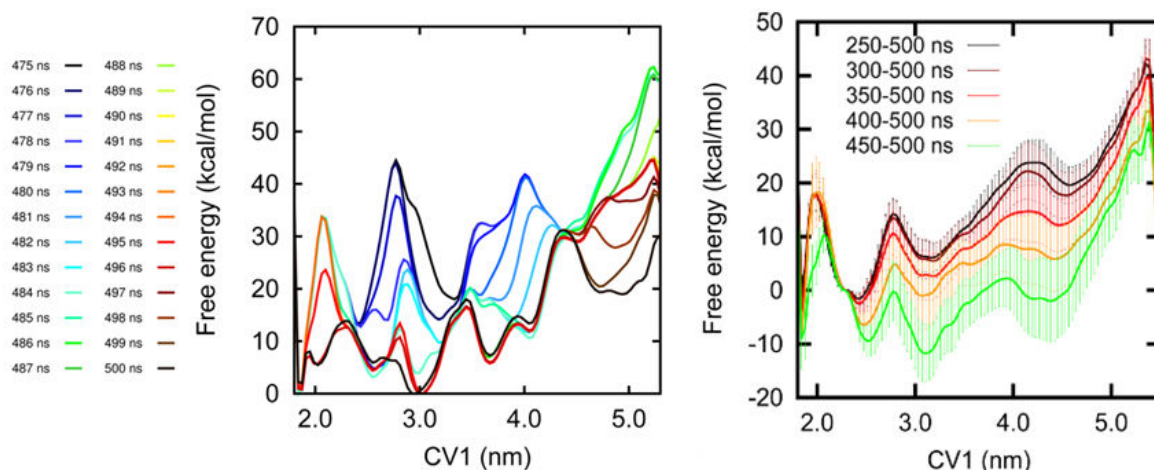 475 ns 488 ns
476 ns 489 ns
477 ns 490 ns
478 ns 491 ns
479 ns 492 ns
480 ns 493 ns
481 ns 494 ns
482 ns 495 ns
483 ns 496 ns
484 ns 497 ns
485 ns 498 ns
486 ns 499 ns
487 ns 500 ns
Free energy (kcal/mol)
70
60
50
40
30
20
10
0
2.0 3.0 4.0 5.0
CV1 (nm)
Free energy (kcal/mol)
50
40
30
20
10
0
-10
-20
250-500 ns
300-500 ns
350-500 ns
400-500 ns
450-500 ns
2.0 3.0 4.0 5.0
CV1 (nm)